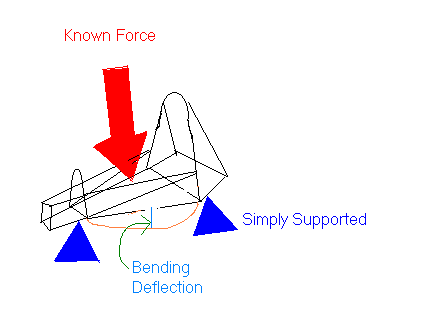 Known Force
Simply Supported
Bending
Deflection